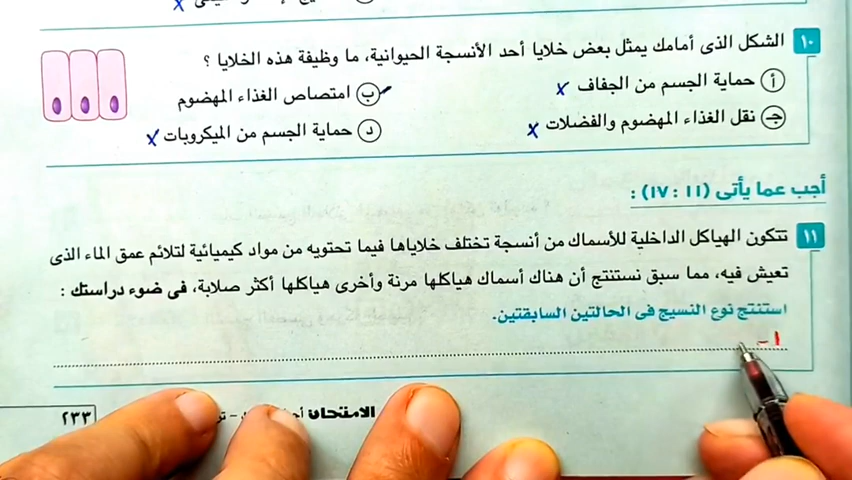 ١٠ الشكل الذى أمامك يمثل بعض خلايا أحد الأنسجة الحيوانية، ما وظيفة هذه الخلايا ؟
أ حماية الجسم من الجفاف x
ب امتصاص الغذاء المهضوم
جـ نقل الغذاء المهضوم والفضلات x
د حماية الجسم من الميكروبات x
أجب عما يأتى (١١ : ١٧) :
١١ تتكون الهياكل الداخلية للأسماك من أنسجة تختلف خلاياها فيما تحتويه من مواد كيميائية لتلائم عمق الماء الذى
تعيش فيه، مما سبق نستنتج أن هناك أسماك هياكلها مرنة وأخرى هياكلها أكثر صلابة، فى ضوء دراستك :
استنتج نوع النسيج فى الحالتين السابقتين.
١ -
الامتحان
٢٣٣